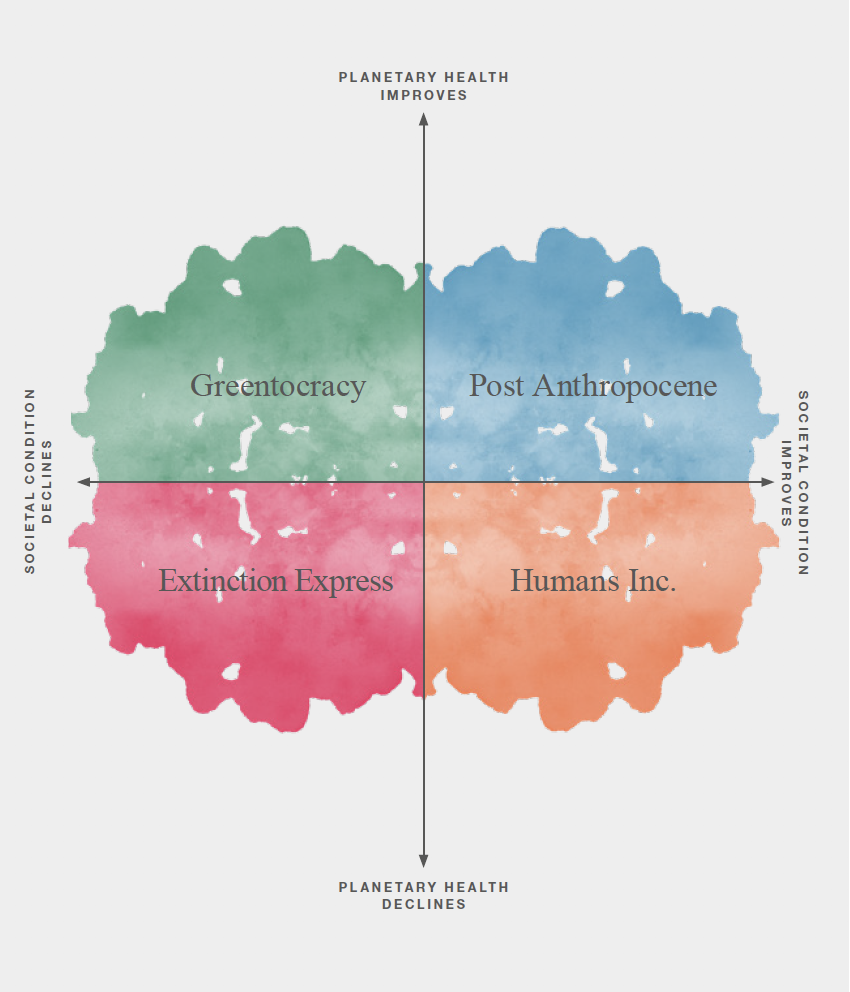 PLANETARY HEALTH
IMPROVES
Greentocracy
Post Anthropocene
SOCIETAL CONDITION
DECLINES
SOCIETAL CONDITION
IMPROVES
Extinction Express
Humans Inc.
PLANETARY HEALTH
DECLINES